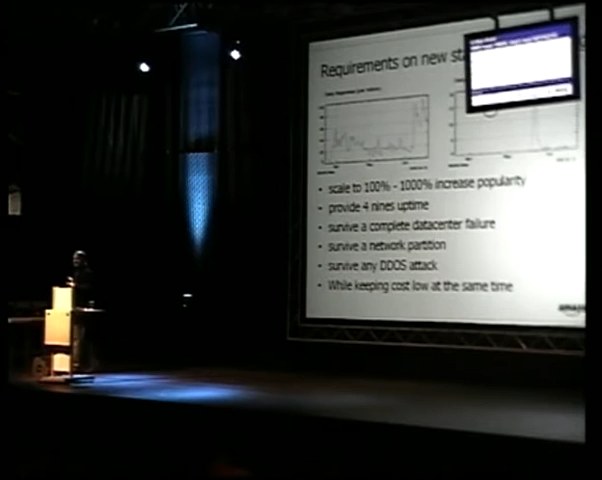 Requirements on new
• scale to 100% - 1000% increase popularity
• provide 4 nines uptime
• survive a complete datacenter failure
• survive a network partition
• survive any DDOS attack
• While keeping cost low at the same time